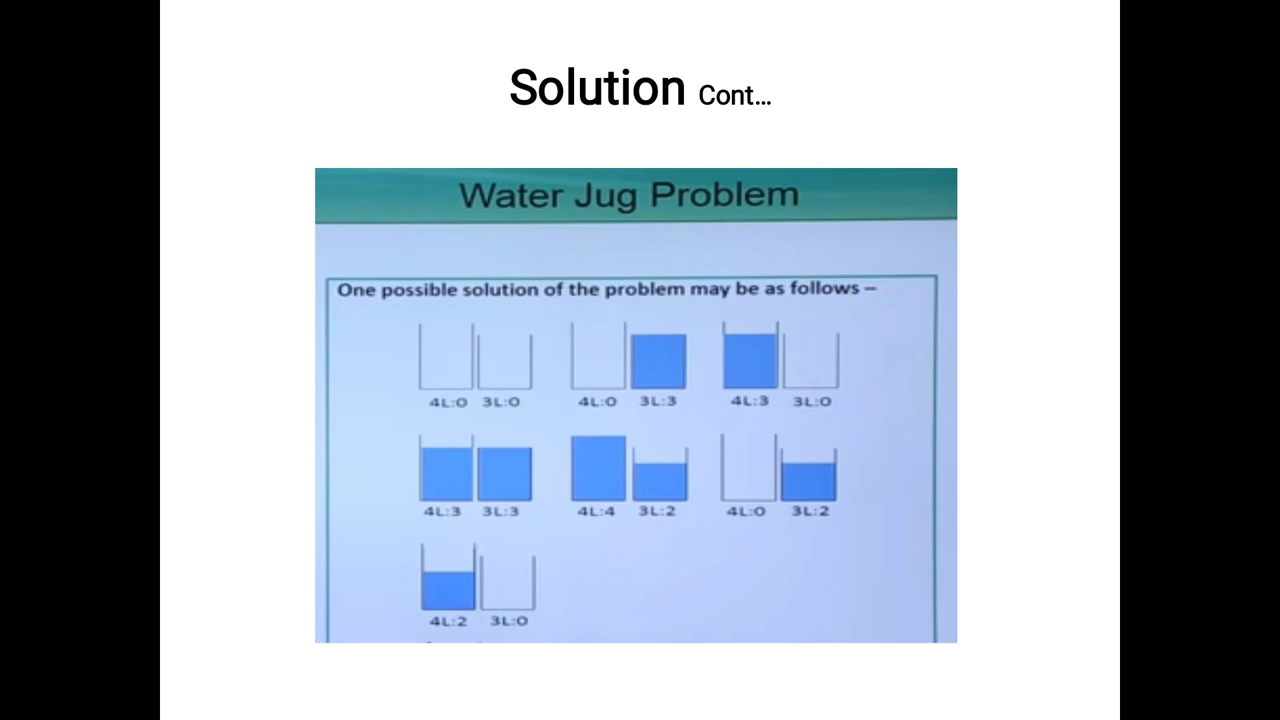 Solution Cont...
Water Jug Problem
One possible solution of the problem may be as follows –
4L:0 3L:0 4L:0 3L:3 4L:3 3L:0
4L:3 3L:3 4L:4 3L:2 4L:0 3L:2
4L:2 3L:0